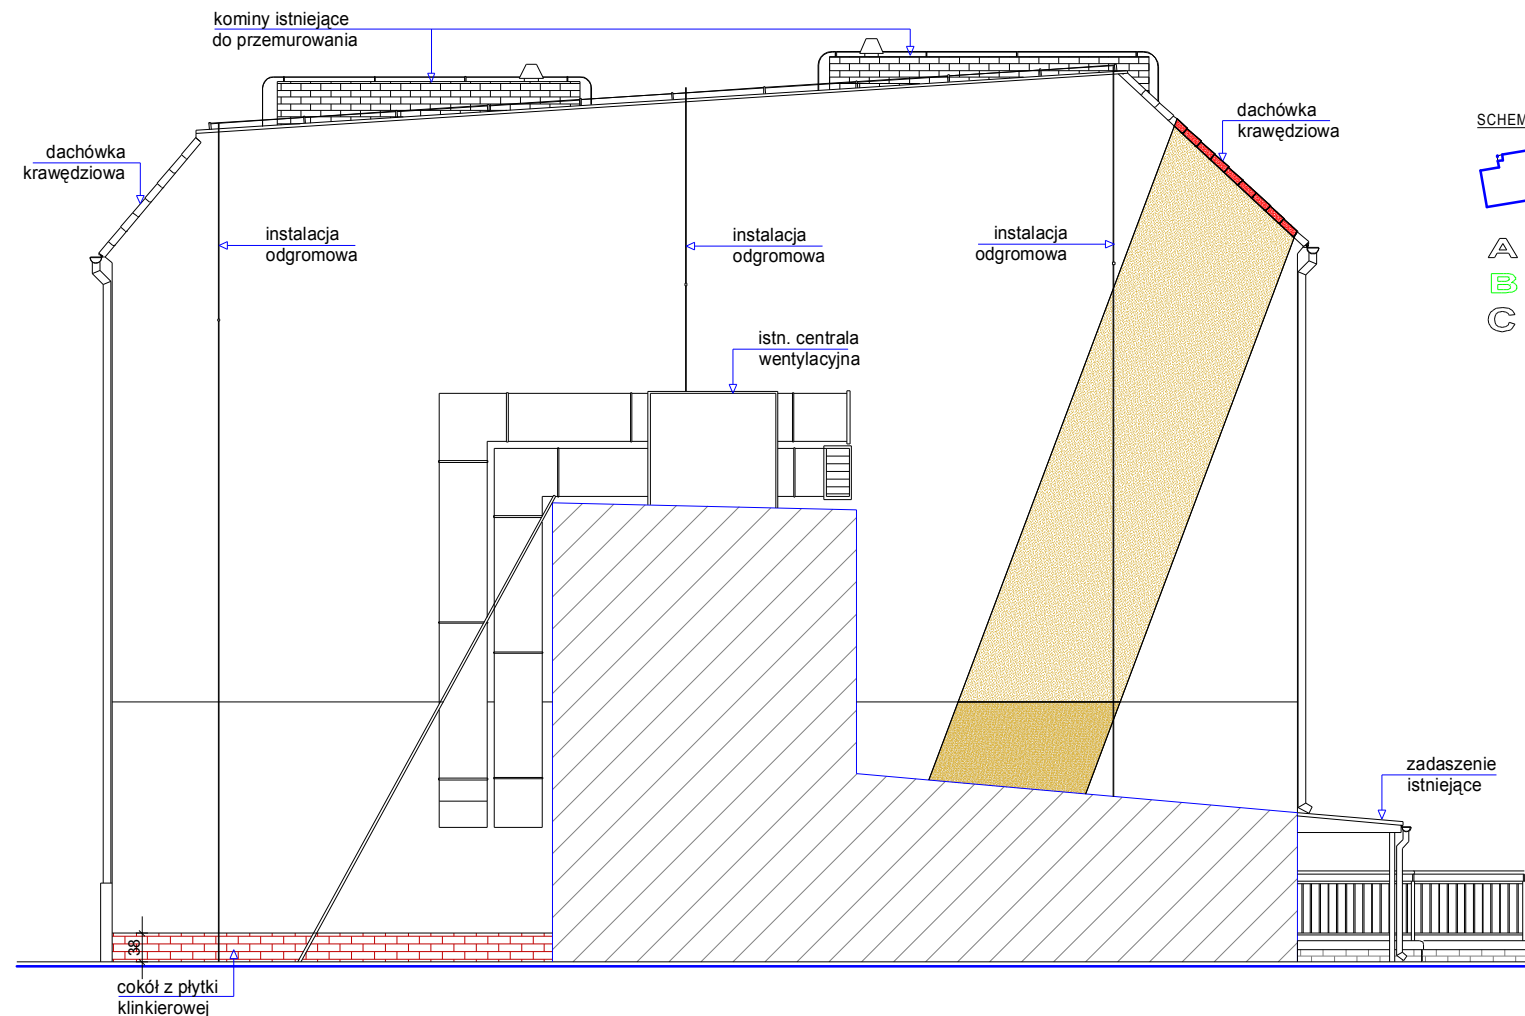 kominy istniejące
do przemurowania
dachówka
krawędziowa
SCHEM
dachówka
krawędziowa
instalacja
odgromowa
instalacja
odgromowa
instalacja
odgromowa
A
B
C
istn. centrala
wentylacyjna
zadaszenie
istniejące
38
cokół z płytki
klinkierowej